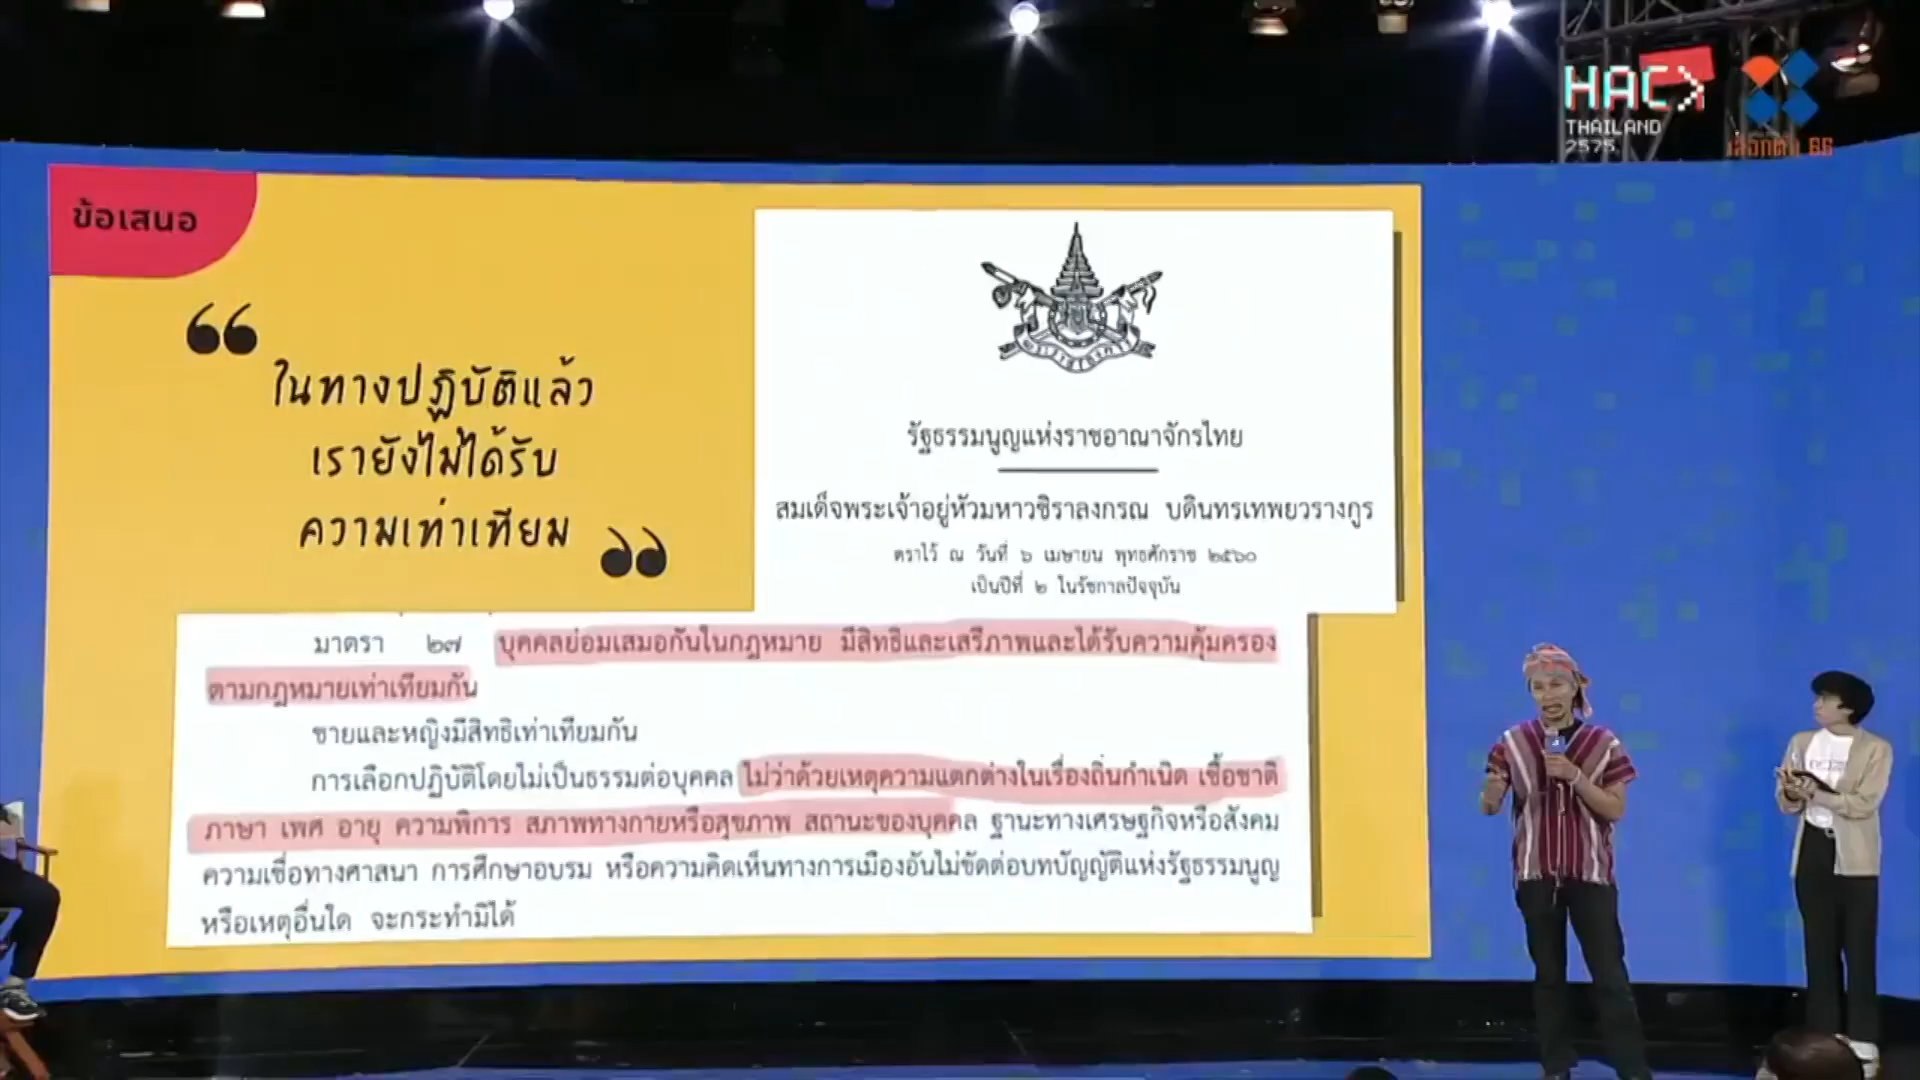 HACK
THAILAND
2575
เลือกตั้ง 66
ข้อเสนอ
“
ในทางปฏิบัติแล้ว
เรายังไม่ได้รับ
ความเท่าเทียม
”
รัฐธรรมนูญแห่งราชอาณาจักรไทย
สมเด็จพระเจ้าอยู่หัวมหาวชิราลงกรณ บดินทรเทพยวรางกูร
ตราไว้ ณ วันที่ ๖ เมษายน พุทธศักราช ๒๕๖๐
เป็นปีที่ ๒ ในรัชกาลปัจจุบัน
มาตรา ๒๗ บุคคลย่อมเสมอกันในกฎหมาย มีสิทธิและเสรีภาพและได้รับความคุ้มครอง
ตามกฎหมายเท่าเทียมกัน
ชายและหญิงมีสิทธิเท่าเทียมกัน
การเลือกปฏิบัติโดยไม่เป็นธรรมต่อบุคคล ไม่ว่าด้วยเหตุความแตกต่างในเรื่องถิ่นกำเนิด เชื้อชาติ
ภาษา เพศ อายุ ความพิการ สภาพทางกายหรือสุขภาพ สถานะของบุคคล ฐานะทางเศรษฐกิจหรือสังคม
ความเชื่อทางศาสนา การศึกษาอบรม หรือความคิดเห็นทางการเมืองอันไม่ขัดต่อบทบัญญัติแห่งรัฐธรรมนูญ
หรือเหตุอื่นใด จะกระทำมิได้